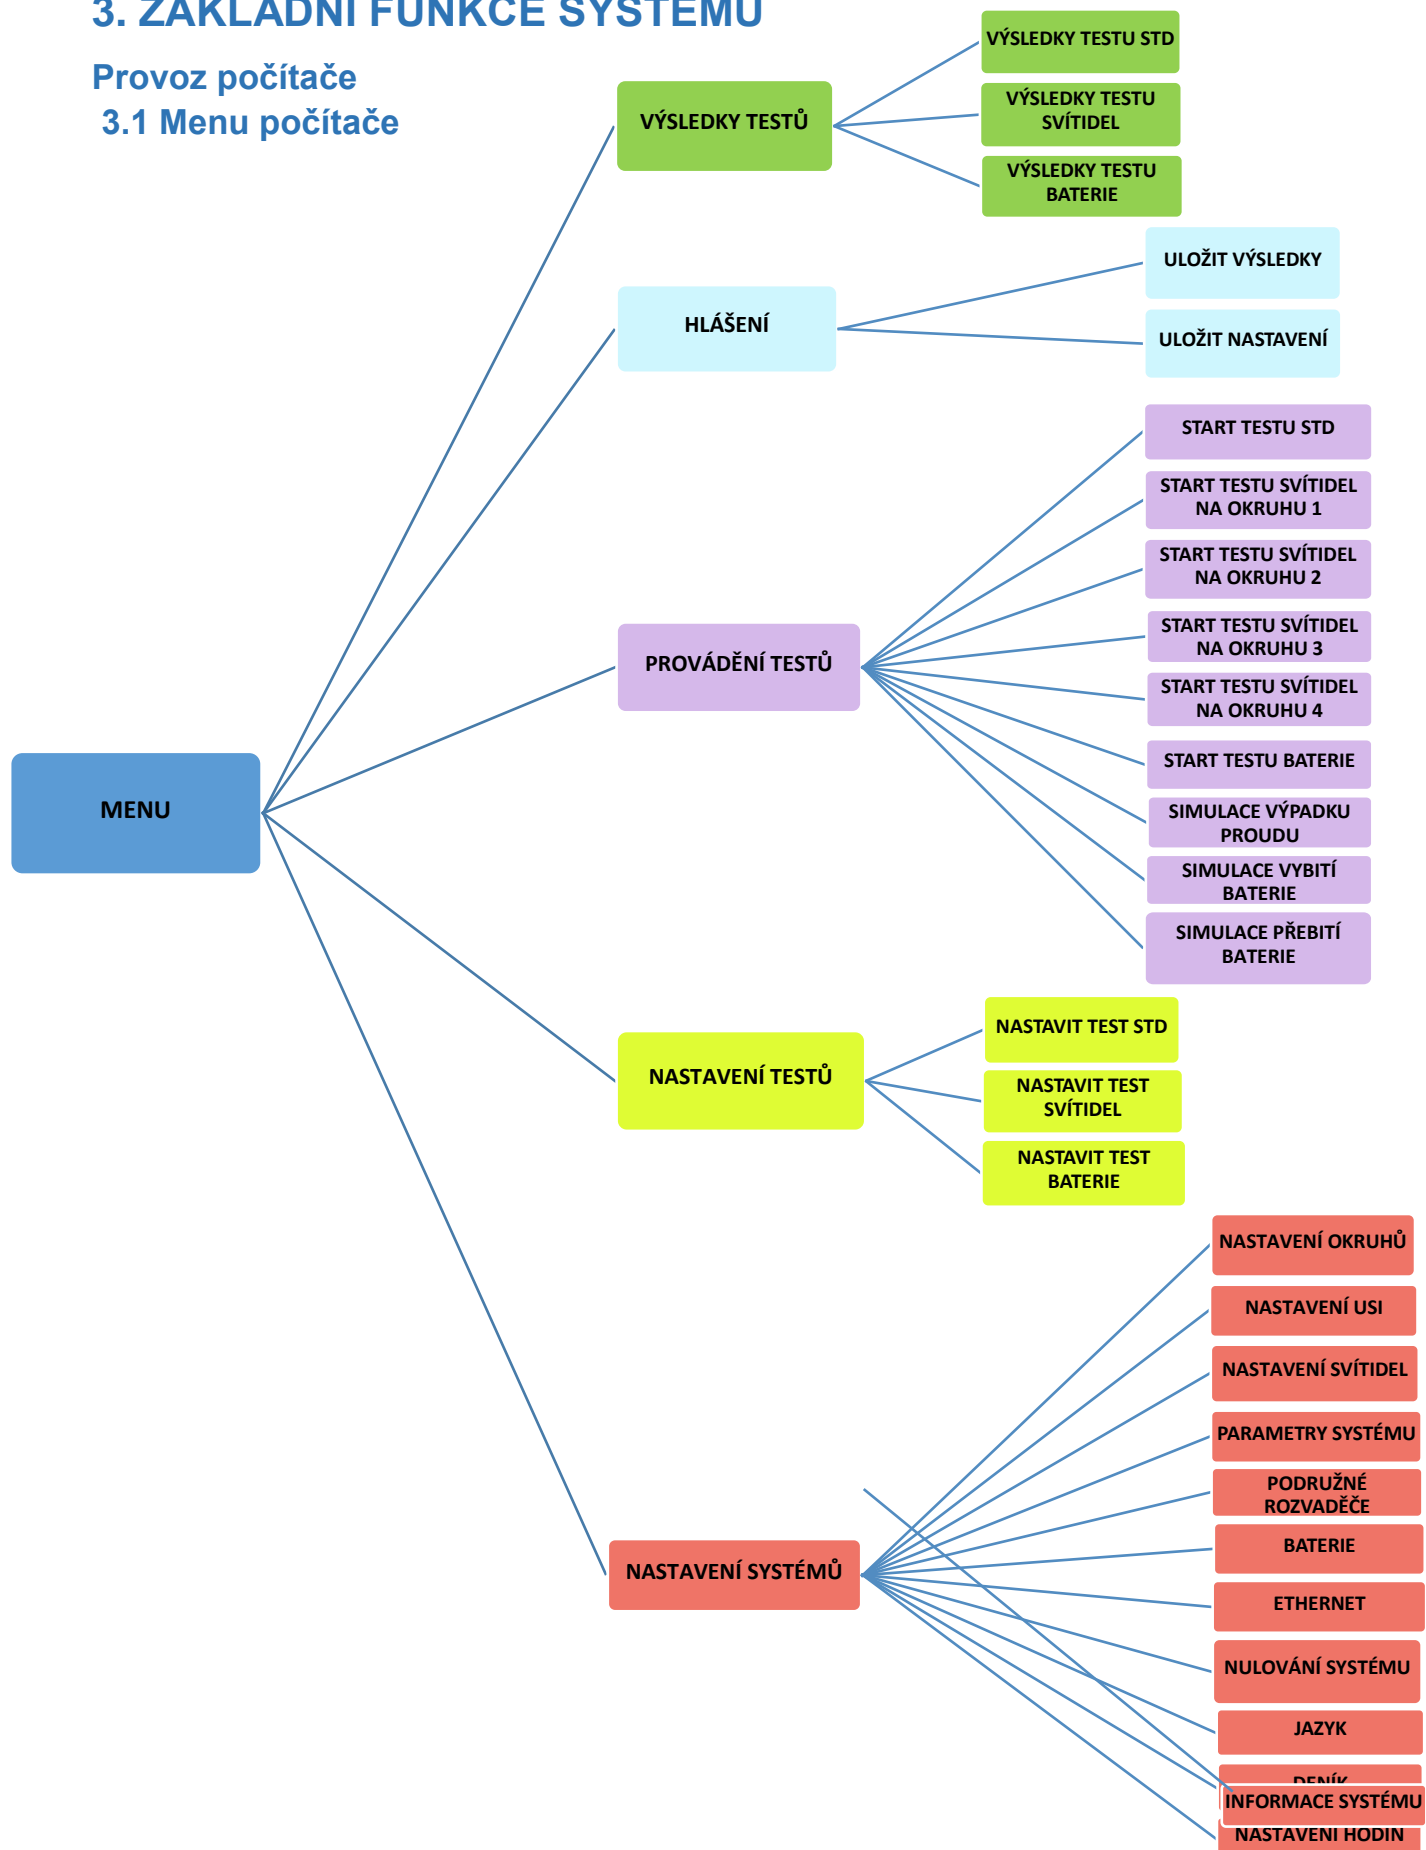 3. ZÁKLADNÍ FUNKCE SYSTÉMU
Provoz počítače
3.1 Menu počítače
VÝSLEDKY TESTŮ
VÝSLEDKY TESTU STD
VÝSLEDKY TESTU
SVÍTIDEL
VÝSLEDKY TESTU
BATERIE
HLÁŠENÍ
ULOŽIT VÝSLEDKY
ULOŽIT NASTAVENÍ
MENU
PROVÁDĚNÍ TESTŮ
START TESTU STD
START TESTU SVÍTIDEL
NA OKRUHU 1
START TESTU SVÍTIDEL
NA OKRUHU 2
START TESTU SVÍTIDEL
NA OKRUHU 3
START TESTU SVÍTIDEL
NA OKRUHU 4
START TESTU BATERIE
SIMULACE VÝPADKU
PROUDU
SIMULACE VYBITÍ
BATERIE
SIMULACE PŘEBITÍ
BATERIE
NASTAVENÍ TESTŮ
NASTAVIT TEST STD
NASTAVIT TEST
SVÍTIDEL
NASTAVIT TEST
BATERIE
NASTAVENÍ SYSTÉMŮ
NASTAVENÍ OKRUHŮ
NASTAVENÍ USI
NASTAVENÍ SVÍTIDEL
PARAMETRY SYSTÉMU
PODRUŽNÉ
ROZVADĚČE
BATERIE
ETHERNET
NULOVÁNÍ SYSTÉMU
JAZYK
DENÍK
INFORMACE SYSTÉMU
NASTAVENÍ HODIN